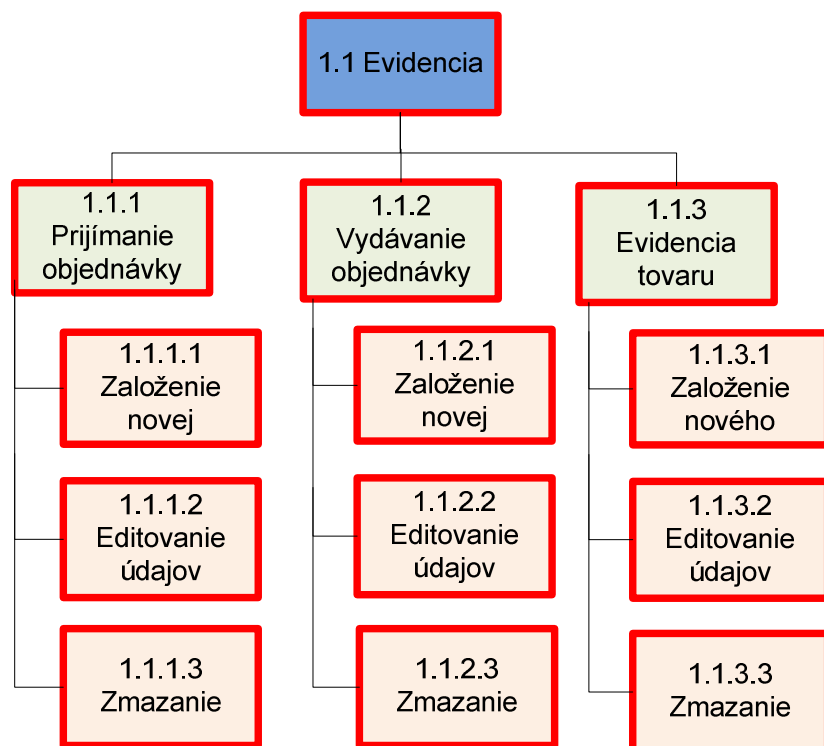 1.1 Evidencia
1.1.1
Prijímanie
objednávky
1.1.2
Vydávanie
objednávky
1.1.3
Evidencia
tovaru
1.1.1.1
Založenie
novej
1.1.2.1
Založenie
novej
1.1.3.1
Založenie
nového
1.1.1.2
Editovanie
údajov
1.1.2.2
Editovanie
údajov
1.1.3.2
Editovanie
údajov
1.1.1.3
Zmazanie
1.1.2.3
Zmazanie
1.1.3.3
Zmazanie